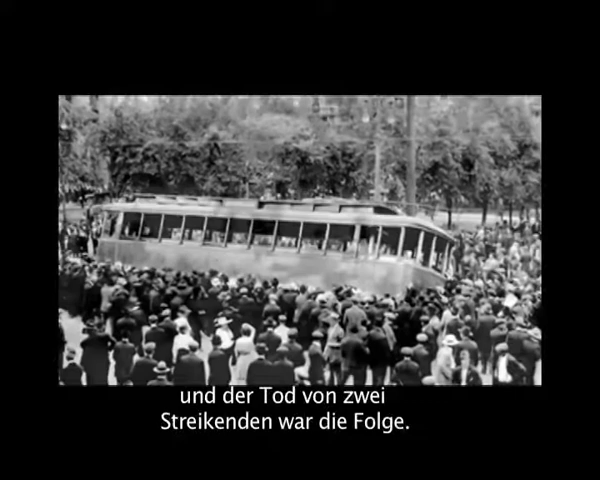 und der Tod von zwei
Streikenden war die Folge.